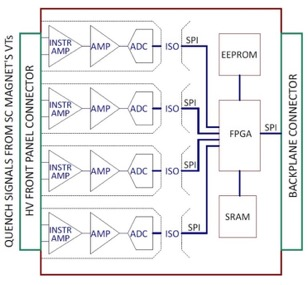 QUENCH SIGNALS FROM SC MAGNET'S VTs
HV FRONT PANEL CONNECTOR
INSTR
AMP
AMP
ADC
ISO
SPI
INSTR
AMP
AMP
ADC
ISO
SPI
INSTR
AMP
AMP
ADC
ISO
SPI
INSTR
AMP
AMP
ADC
ISO
SPI
EEPROM
FPGA
SRAM
SPI
BACKPLANE CONNECTOR